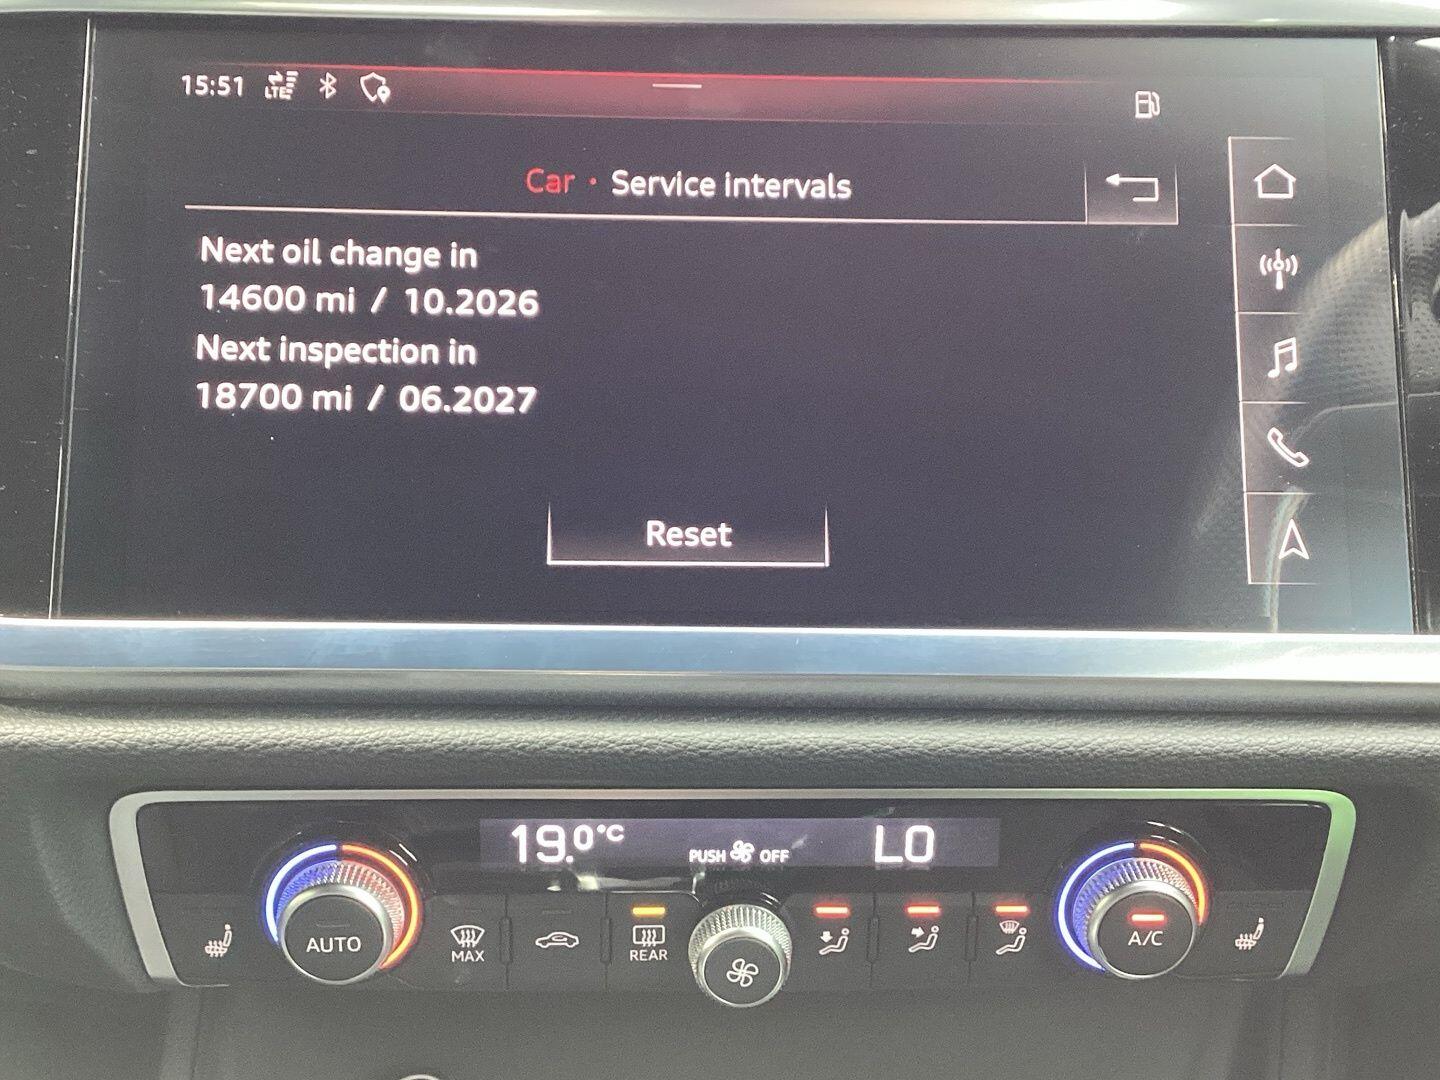 15:51 LTE
Car · Service intervals
Next oil change in
14600 mi / 10.2026
Next inspection in
18700 mi / 06.2027
Reset
19.0°C PUSH OFF LO
AUTO MAX REAR A/C